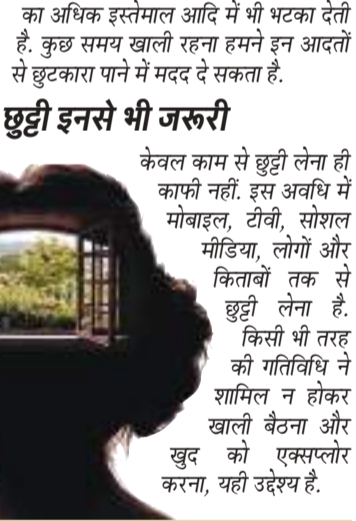 का अधिक इस्तेमाल आदि में भी भटका देती
है. कुछ समय खाली रहना हमने इन आदतों
से छुटकारा पाने में मदद दे सकता है.
छुट्टी इनसे भी जरूरी
केवल काम से छुट्टी लेना ही
काफी नहीं. इस अवधि में
मोबाइल, टीवी, सोशल
मीडिया, लोगों और
किताबों तक से
छुट्टी लेना है.
किसी भी तरह
की गतिविधि ने
शामिल न होकर
खाली बैठना और
खुद को एक्सप्लोर
करना, यही उद्देश्य है.